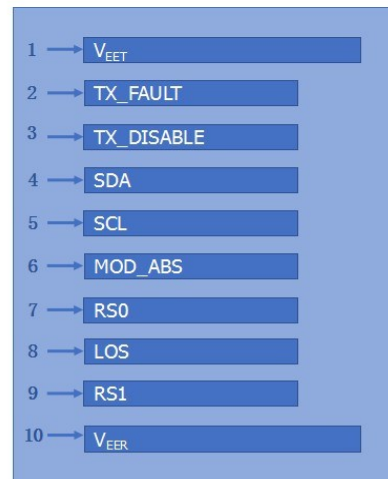 1 VEET
2 TX_FAULT
3 TX_DISABLE
4 SDA
5 SCL
6 MOD_ABS
7 RS0
8 LOS
9 RS1
10 VEER